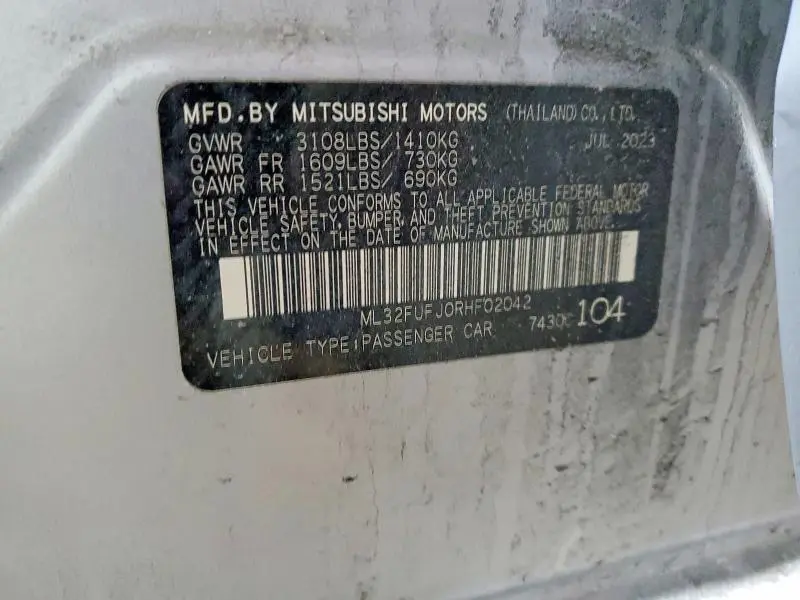 MFD.BY MITSUBISHI MOTORS (THAILAND) CO.,LTD.
GVWR 3108LBS/1410KG JUL 2023
GAWR FR 1609LBS/ 730KG
GAWR RR 1521LBS/ 690KG
THIS VEHICLE CONFORMS TO ALL APPLICABLE FEDERAL MOTOR
VEHICLE SAFETY, BUMPER, AND THEFT PREVENTION STANDARDS
IN EFFECT ON THE DATE OF MANUFACTURE SHOWN ABOVE.
ML32FUFJ0RHF02042
VEHICLE TYPE:PASSENGER CAR 7430C 104